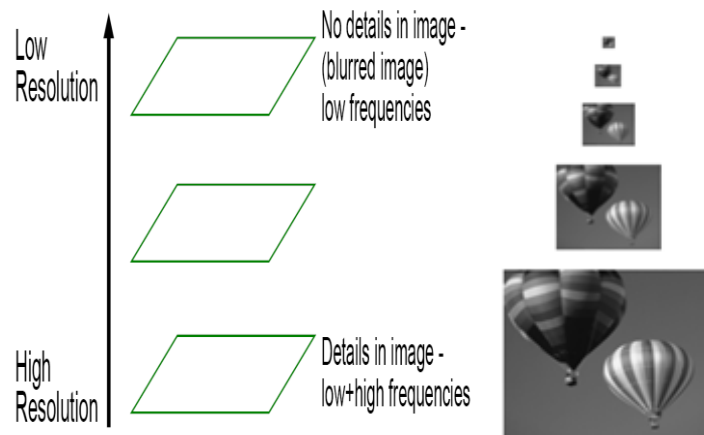 Low
Resolution
No details in image -
(blurred image)
low frequencies
High
Resolution
Details in image -
low+high frequencies